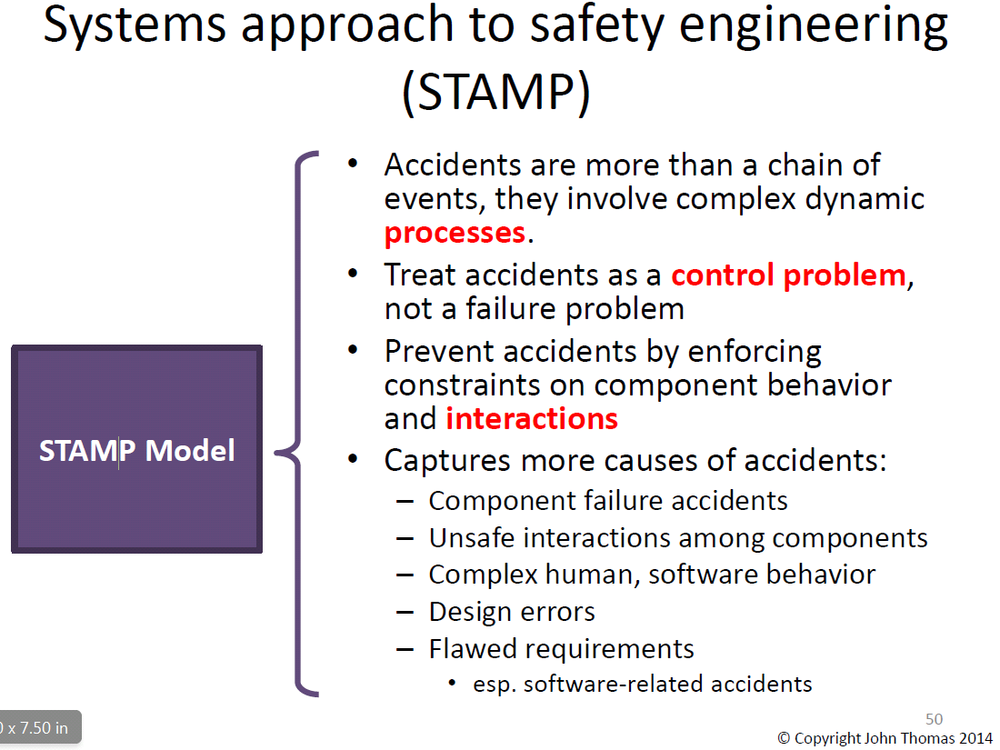 Systems approach to safety engineering
(STAMP)
• Accidents are more than a chain of
events, they involve complex dynamic
processes.
• Treat accidents as a control problem,
not a failure problem
• Prevent accidents by enforcing
constraints on component behavior
and interactions
STAMP Model
• Captures more causes of accidents:
– Component failure accidents
– Unsafe interactions among components
– Complex human, software behavior
– Design errors
– Flawed requirements
• esp. software-related accidents
x 7.50 in
50
© Copyright John Thomas 2014